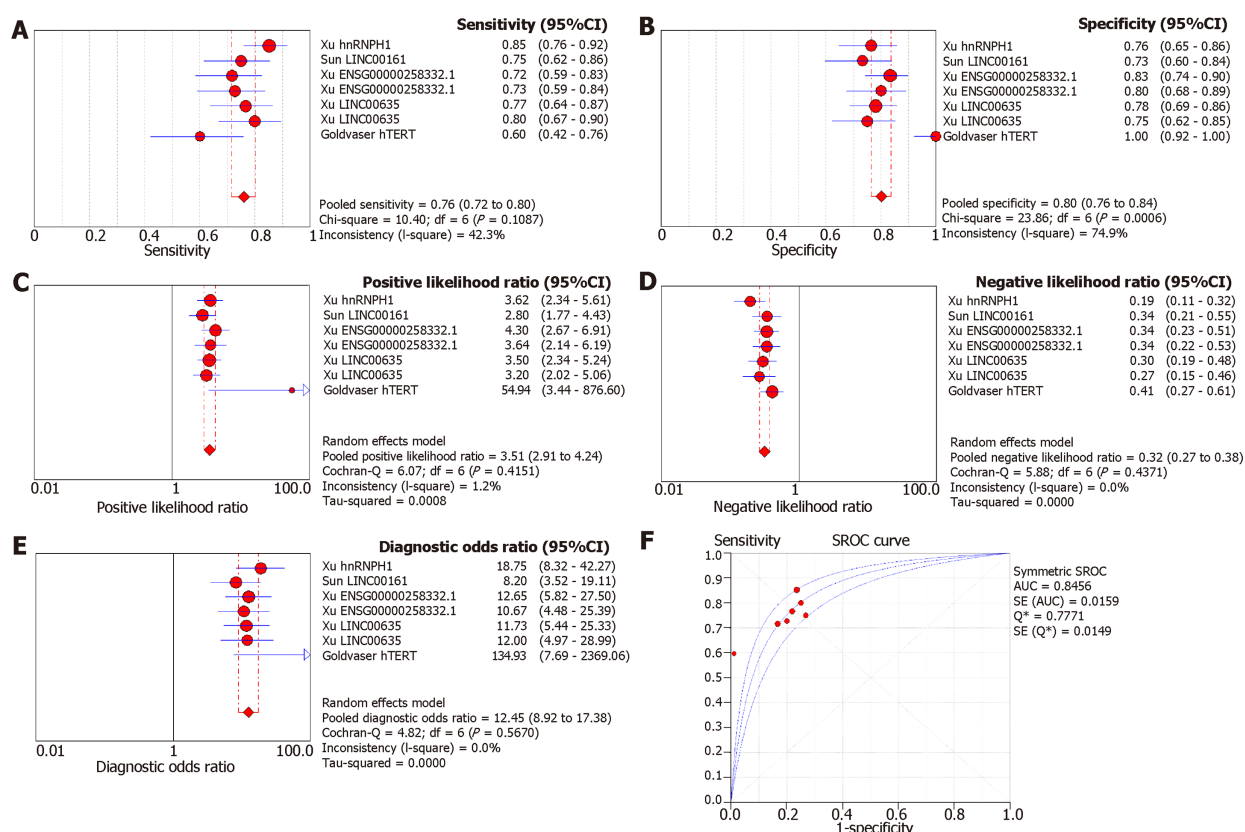 A
Sensitivity (95%CI)
Xu hnRNPH1 0.85 (0.76 - 0.92)
Sun LINC00161 0.75 (0.62 - 0.86)
Xu ENSG00000258332.1 0.72 (0.59 - 0.83)
Xu ENSG00000258332.1 0.73 (0.59 - 0.84)
Xu LINC00635 0.77 (0.64 - 0.87)
Xu LINC00635 0.80 (0.67 - 0.90)
Goldvaser hTERT 0.60 (0.42 - 0.76)
Pooled sensitivity = 0.76 (0.72 to 0.80)
Chi-square = 10.40; df = 6 (P = 0.1087)
Inconsistency (I-square) = 42.3%
0 0.2 0.4 0.6 0.8 1
Sensitivity
B
Specificity (95%CI)
Xu hnRNPH1 0.76 (0.65 - 0.86)
Sun LINC00161 0.73 (0.60 - 0.84)
Xu ENSG00000258332.1 0.83 (0.74 - 0.90)
Xu ENSG00000258332.1 0.80 (0.68 - 0.89)
Xu LINC00635 0.78 (0.69 - 0.86)
Xu LINC00635 0.75 (0.62 - 0.85)
Goldvaser hTERT 1.00 (0.92 - 1.00)
Pooled specificity = 0.80 (0.76 to 0.84)
Chi-square = 23.86; df = 6 (P = 0.0006)
Inconsistency (I-square) = 74.9%
0 0.2 0.4 0.6 0.8 1
Specificity
C
Positive likelihood ratio (95%CI)
Xu hnRNPH1 3.62 (2.34 - 5.61)
Sun LINC00161 2.80 (1.77 - 4.43)
Xu ENSG00000258332.1 4.30 (2.67 - 6.91)
Xu ENSG00000258332.1 3.64 (2.14 - 6.19)
Xu LINC00635 3.50 (2.34 - 5.24)
Xu LINC00635 3.20 (2.02 - 5.06)
Goldvaser hTERT 54.94 (3.44 - 876.60)
Random effects model
Pooled positive likelihood ratio = 3.51 (2.91 to 4.24)
Cochran-Q = 6.07; df = 6 (P = 0.4151)
Inconsistency (I-square) = 1.2%
Tau-squared = 0.0008
0.01 1 100.0
Positive likelihood ratio
D
Negative likelihood ratio (95%CI)
Xu hnRNPH1 0.19 (0.11 - 0.32)
Sun LINC00161 0.34 (0.21 - 0.55)
Xu ENSG00000258332.1 0.34 (0.23 - 0.51)
Xu ENSG00000258332.1 0.34 (0.22 - 0.53)
Xu LINC00635 0.30 (0.19 - 0.48)
Xu LINC00635 0.27 (0.15 - 0.46)
Goldvaser hTERT 0.41 (0.27 - 0.61)
Random effects model
Pooled negative likelihood ratio = 0.32 (0.27 to 0.38)
Cochran-Q = 5.88; df = 6 (P = 0.4371)
Inconsistency (I-square) = 0.0%
Tau-squared = 0.0000
0.01 1 100.0
Negative likelihood ratio
E
Diagnostic odds ratio (95%CI)
Xu hnRNPH1 18.75 (8.32 - 42.27)
Sun LINC00161 8.20 (3.52 - 19.11)
Xu ENSG00000258332.1 12.65 (5.82 - 27.50)
Xu ENSG00000258332.1 10.67 (4.48 - 25.39)
Xu LINC00635 11.73 (5.44 - 25.33)
Xu LINC00635 12.00 (4.97 - 28.99)
Goldvaser hTERT 134.93 (7.69 - 2369.06)
Random effects model
Pooled diagnostic odds ratio = 12.45 (8.92 to 17.38)
Cochran-Q = 4.82; df = 6 (P = 0.5670)
Inconsistency (I-square) = 0.0%
Tau-squared = 0.0000
0.01 1 100.0
Diagnostic odds ratio
F
Sensitivity SROC curve
1.0
0.9
0.8
0.7
0.6
0.5
0.4
0.3
0.2
0.1
0.0
0.0 0.2 0.4 0.6 0.8 1.0
1-specificity
Symmetric SROC
AUC = 0.8456
SE (AUC) = 0.0159
Q* = 0.7771
SE (Q*) = 0.0149